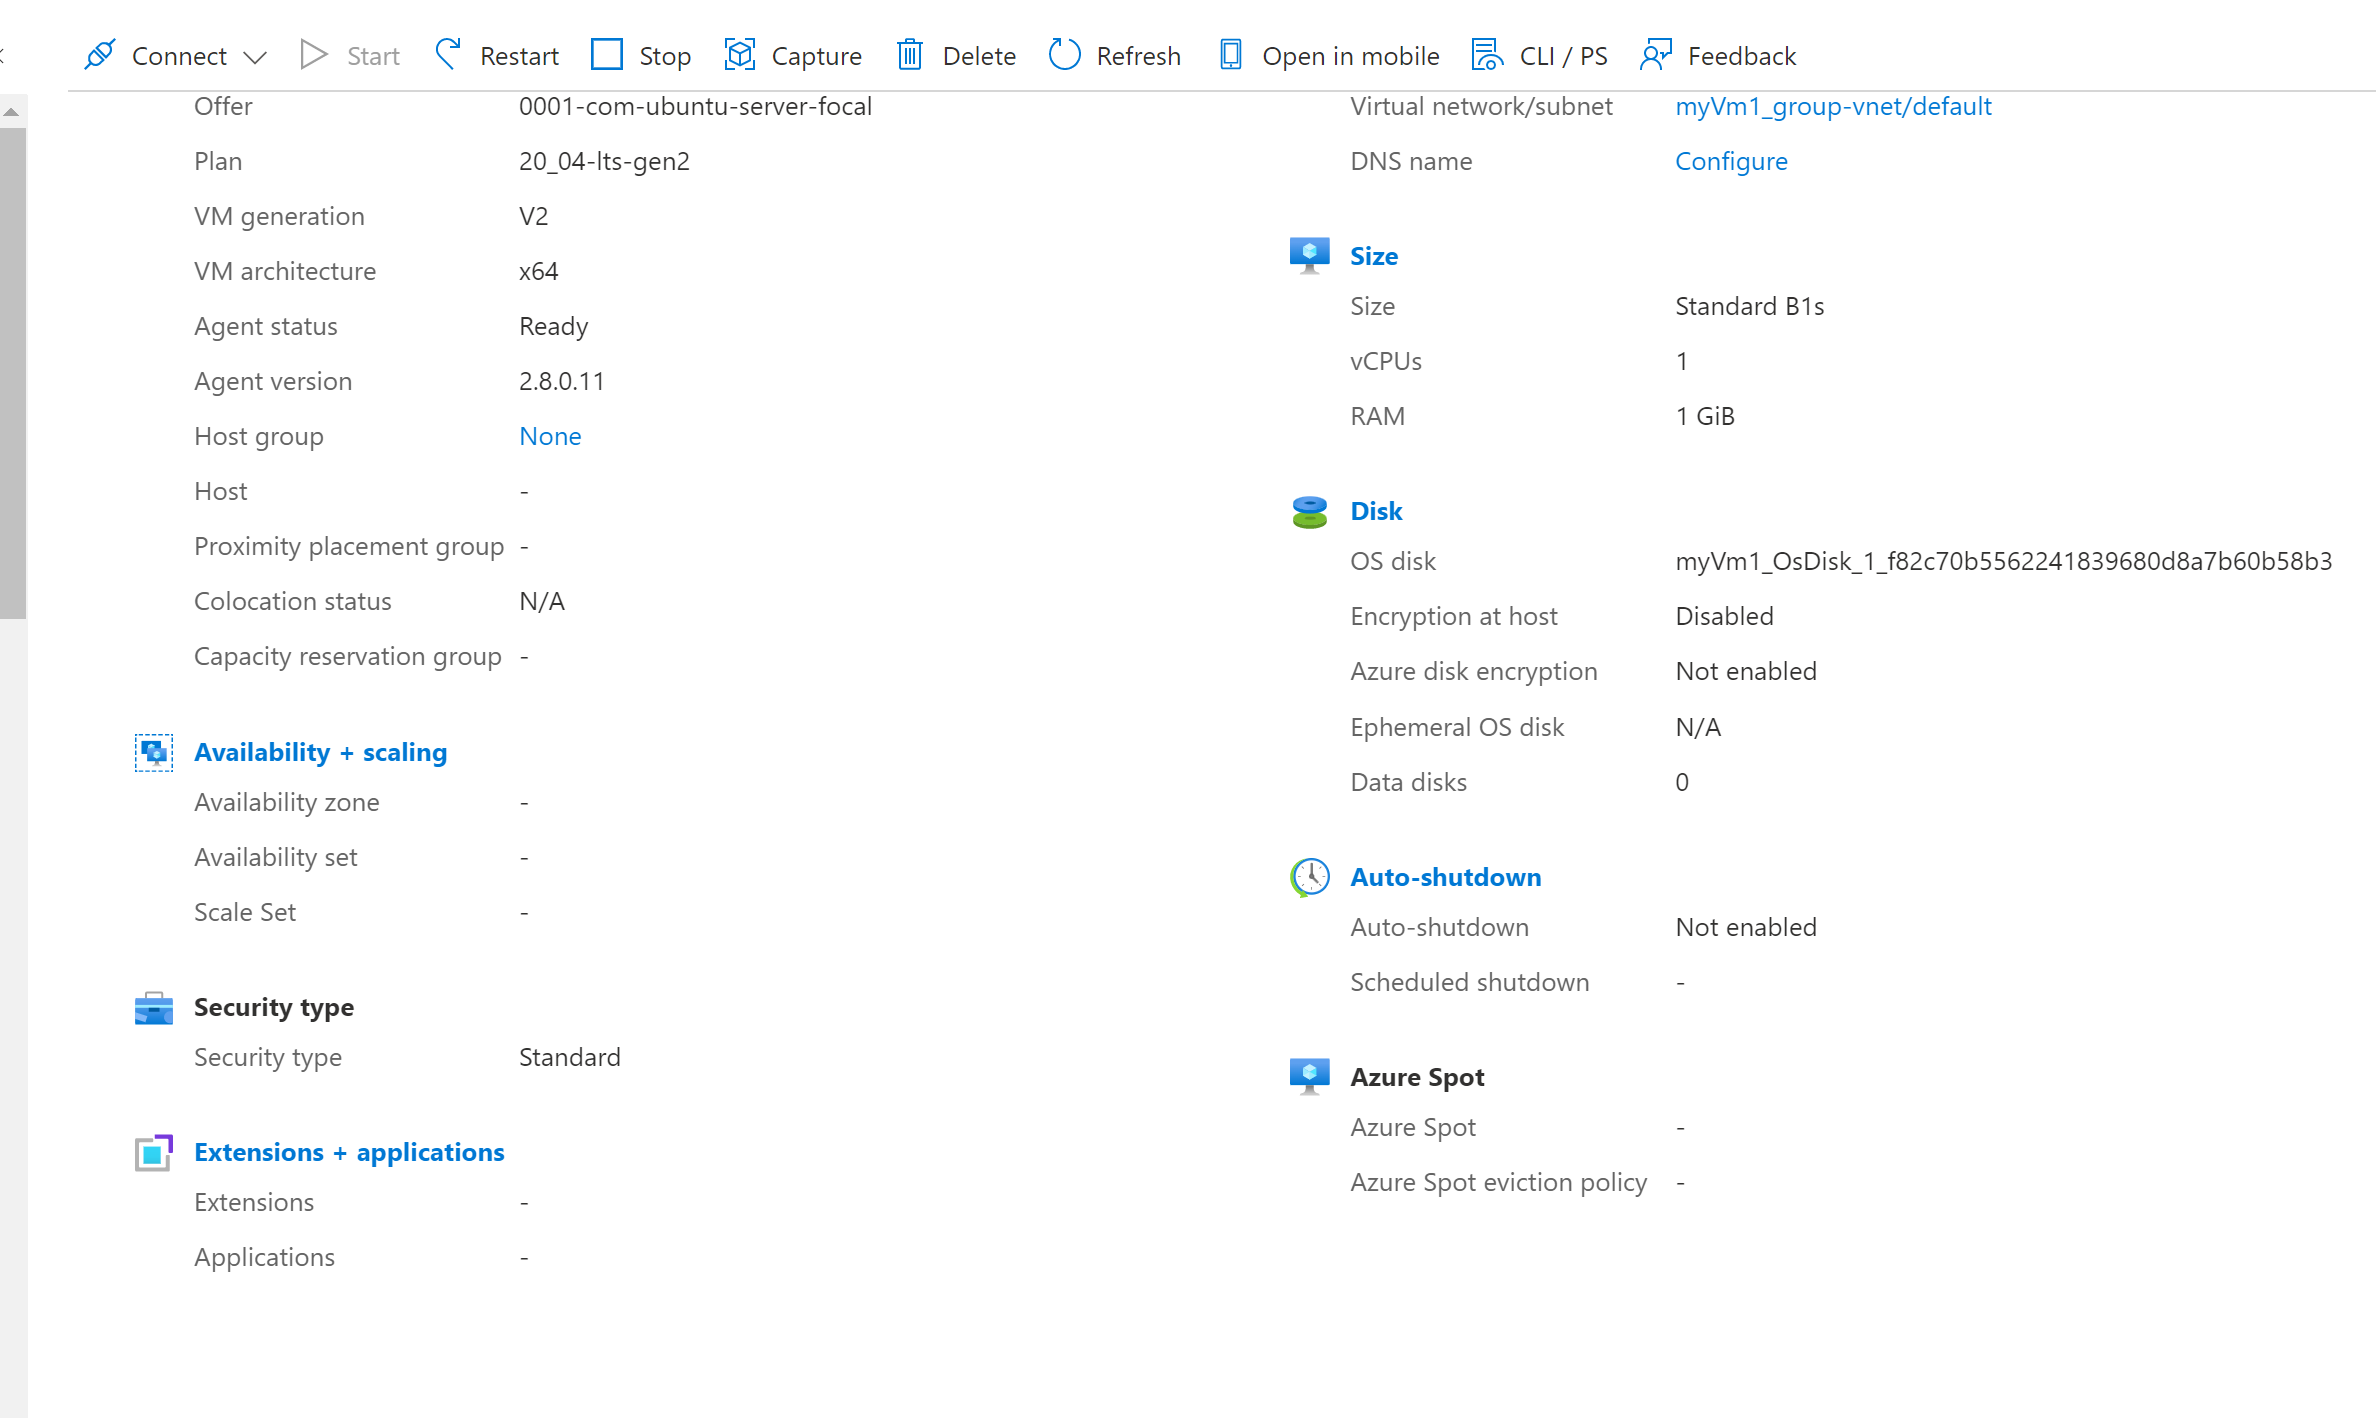 Connect Start Restart Stop Capture Delete Refresh Open in mobile CLI / PS Feedback
Offer 0001-com-ubuntu-server-focal
Plan 20_04-lts-gen2
VM generation V2
VM architecture x64
Agent status Ready
Agent version 2.8.0.11
Host group None
Host -
Proximity placement group -
Colocation status N/A
Capacity reservation group -
Availability + scaling
Availability zone -
Availability set -
Scale Set -
Security type
Security type Standard
Extensions + applications
Extensions -
Applications -
Virtual network/subnet myVm1_group-vnet/default
DNS name Configure
Size
Size Standard B1s
vCPUs 1
RAM 1 GiB
Disk
OS disk myVm1_OsDisk_1_f82c70b5562241839680d8a7b60b58b3
Encryption at host Disabled
Azure disk encryption Not enabled
Ephemeral OS disk N/A
Data disks 0
Auto-shutdown
Auto-shutdown Not enabled
Scheduled shutdown -
Azure Spot
Azure Spot -
Azure Spot eviction policy -